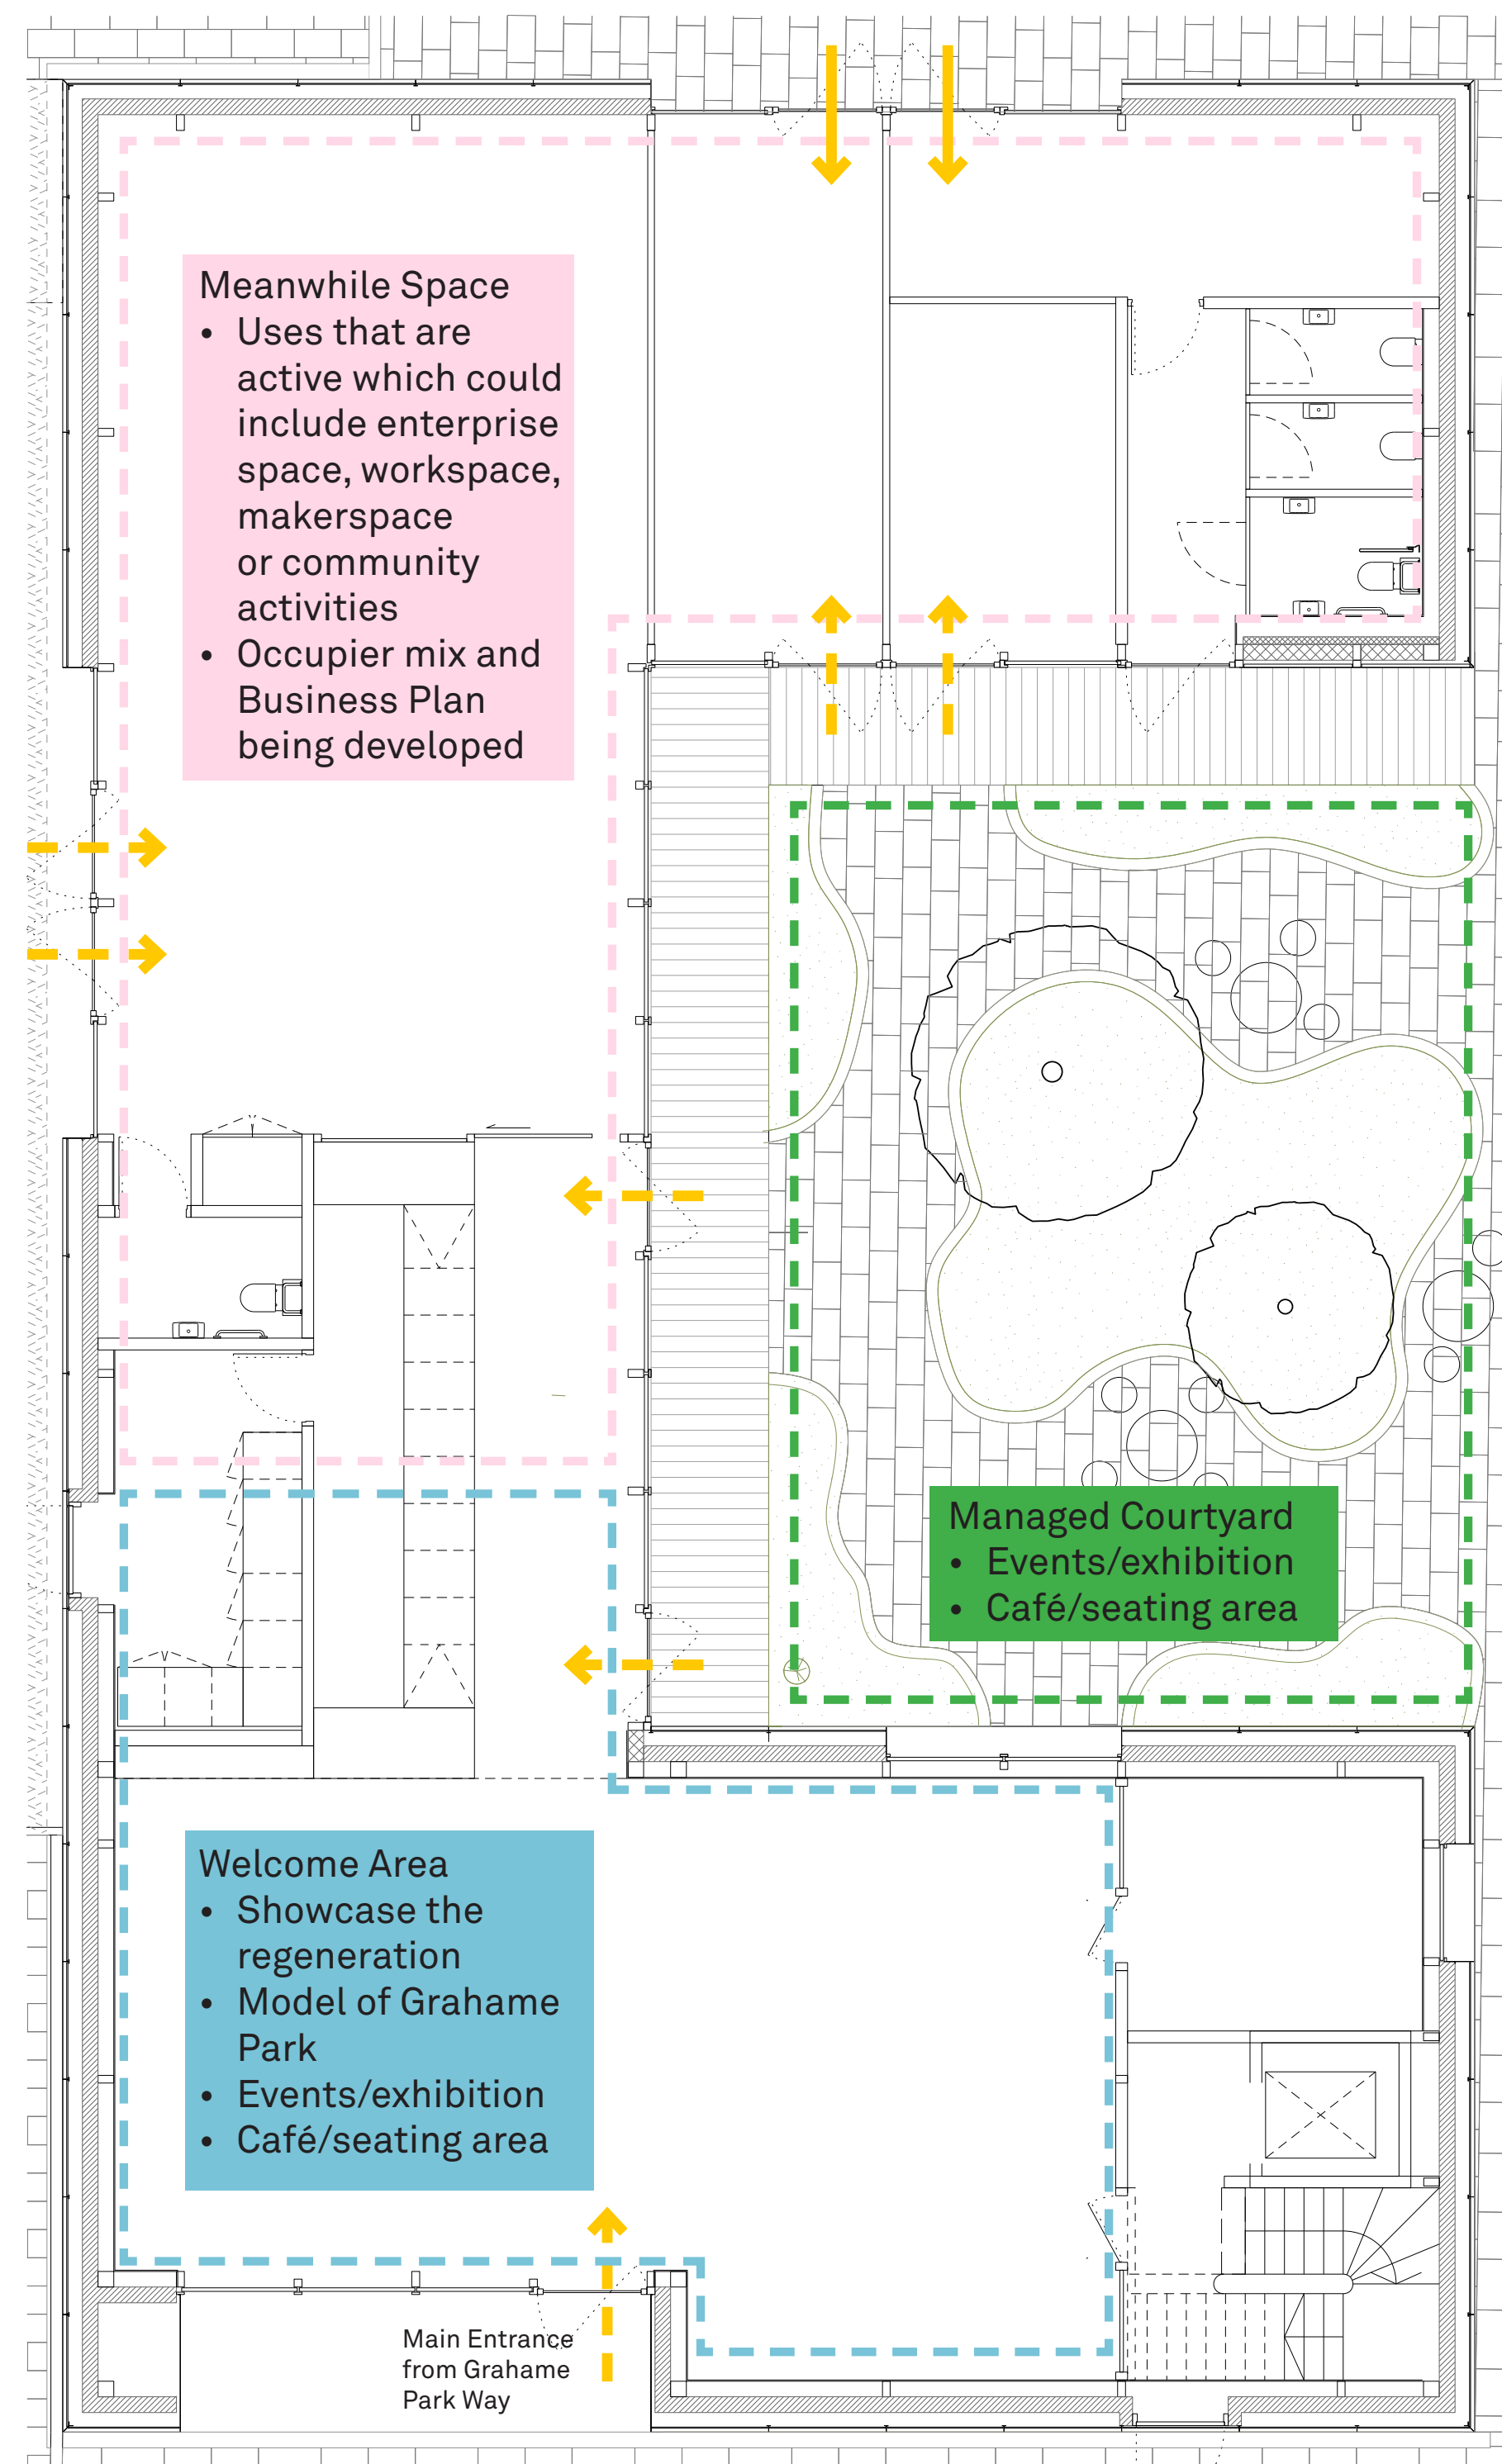 Meanwhile Space
• Uses that are
active which could
include enterprise
space, workspace,
makerspace
or community
activities
• Occupier mix and
Business Plan
being developed
Managed Courtyard
• Events/exhibition
• Café/seating area
Welcome Area
• Showcase the
regeneration
• Model of Grahame
Park
• Events/exhibition
• Café/seating area
Main Entrance
from Grahame
Park Way